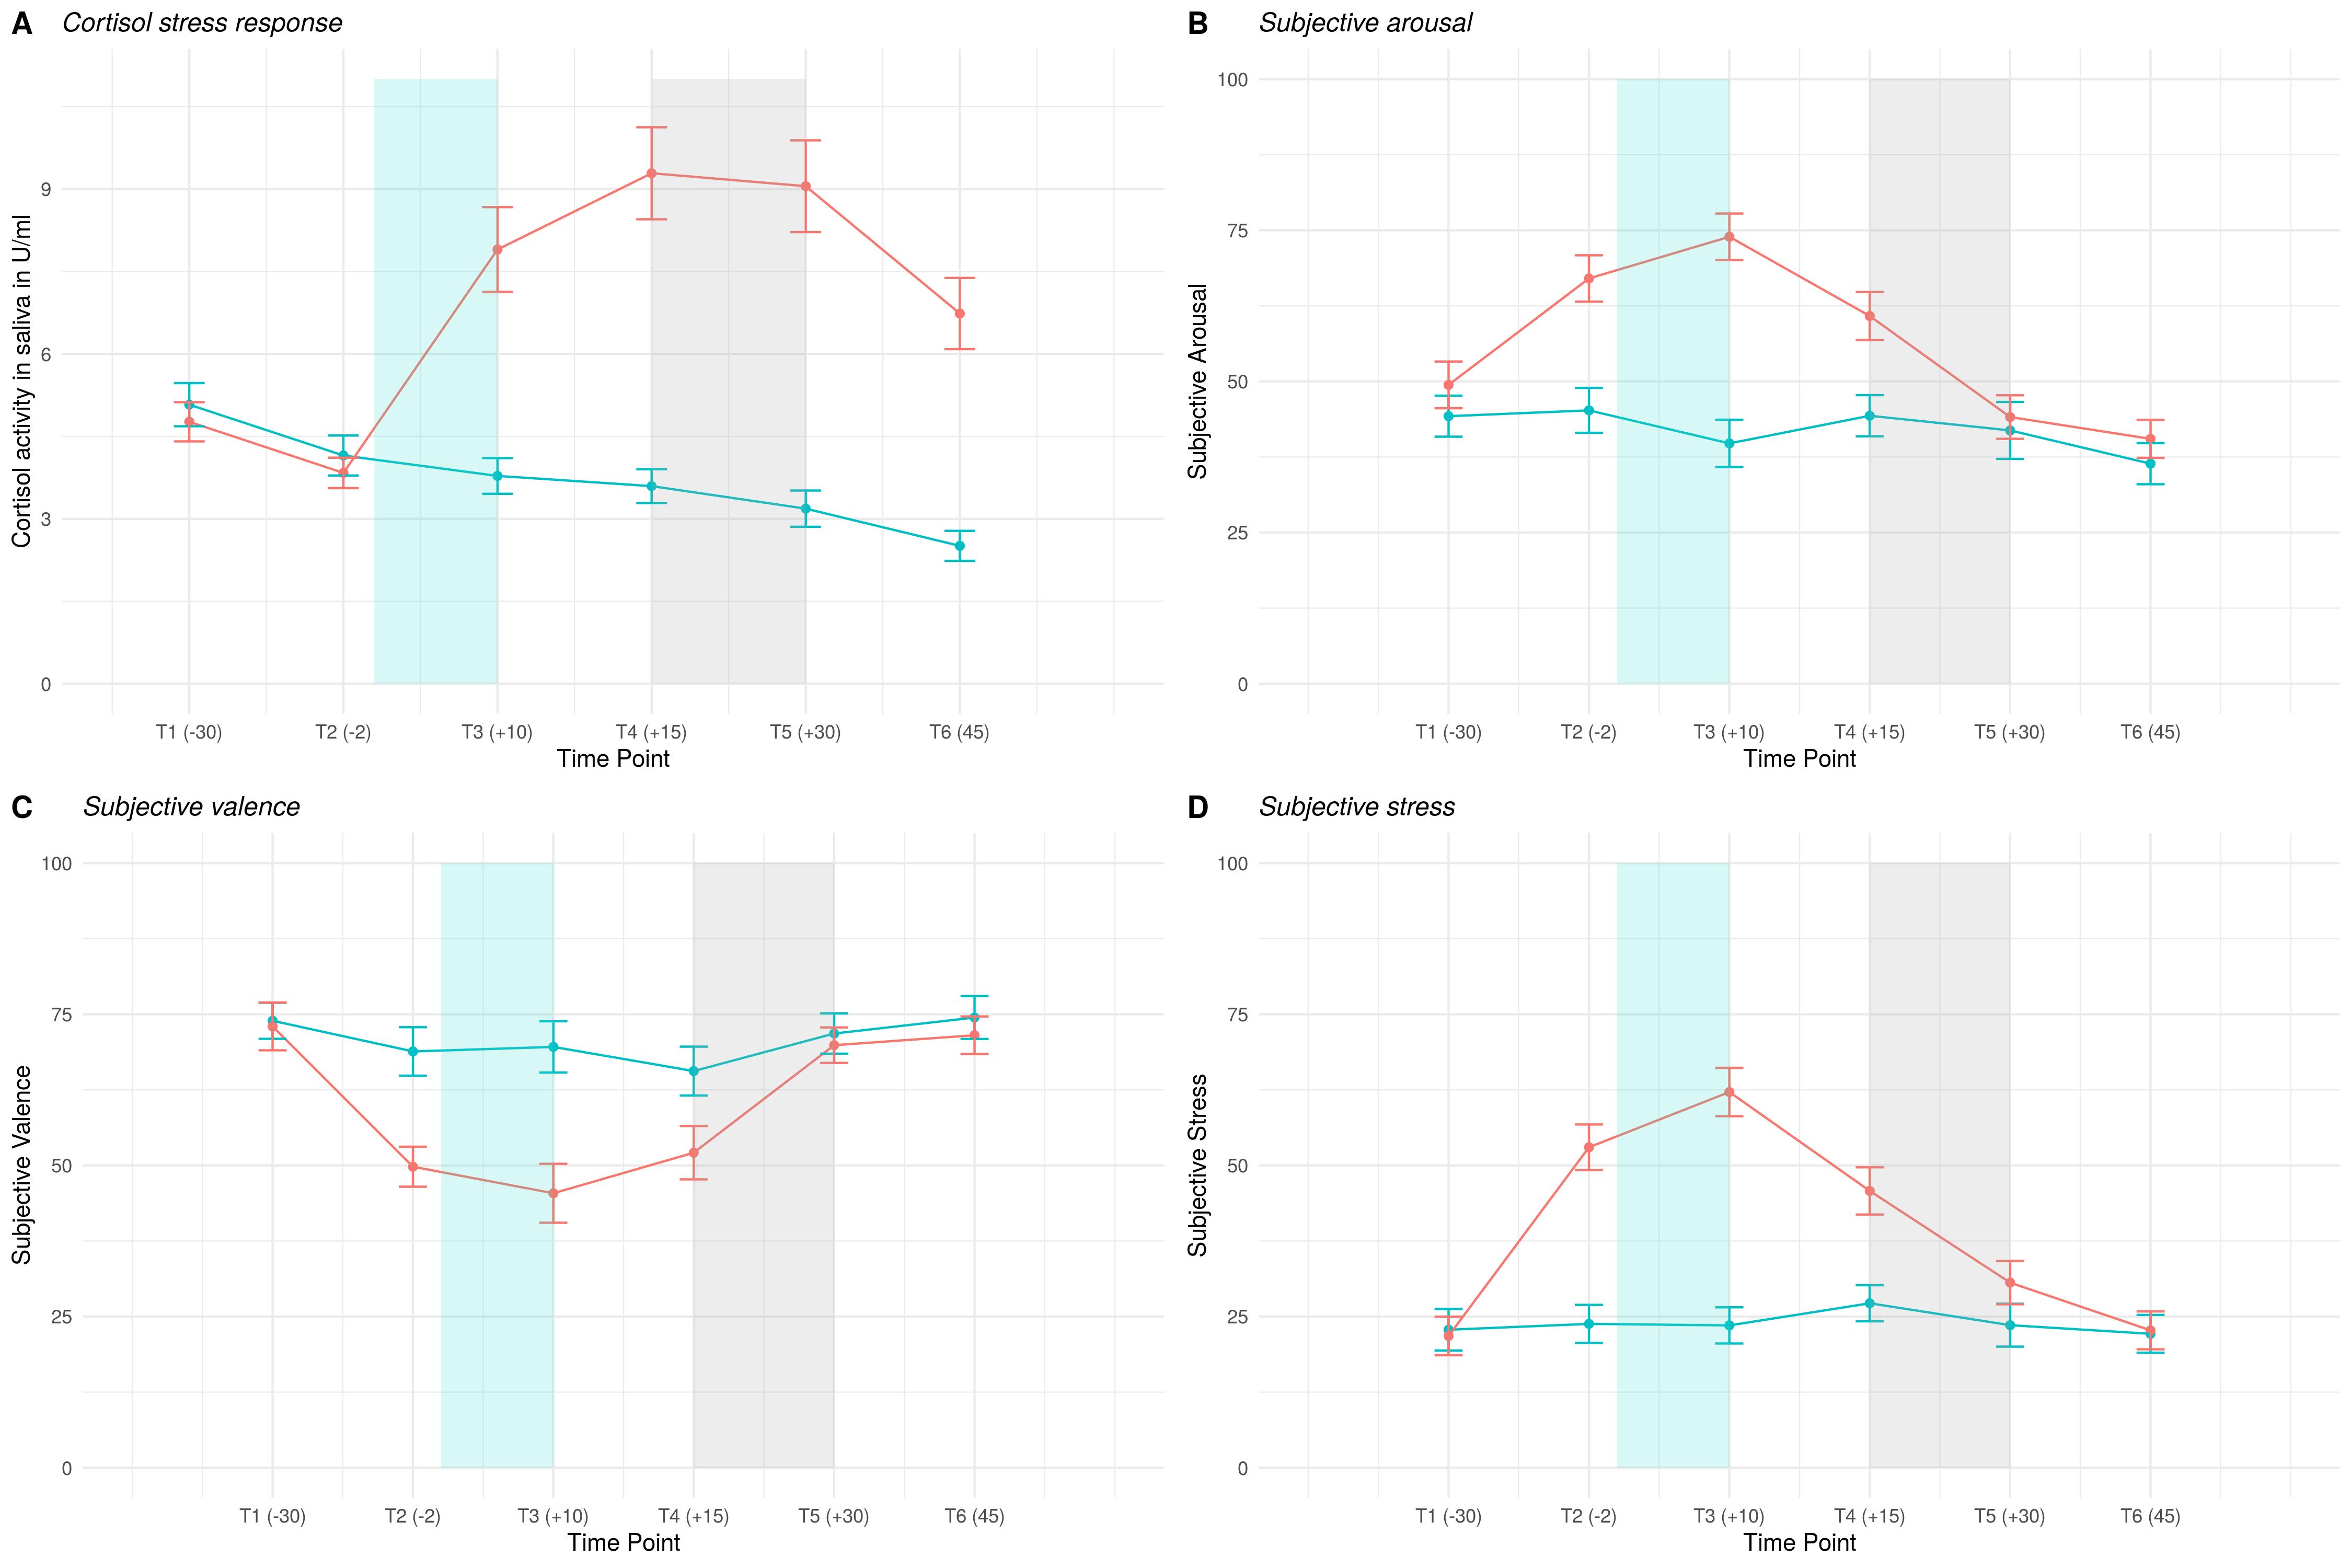 A Cortisol stress response
Cortisol activity in saliva in U/ml
9
6
3
0
T1 (-30) T2 (-2) T3 (+10) T4 (+15) T5 (+30) T6 (45)
Time Point
B Subjective arousal
Subjective Arousal
100
75
50
25
0
T1 (-30) T2 (-2) T3 (+10) T4 (+15) T5 (+30) T6 (45)
Time Point
C Subjective valence
Subjective Valence
100
75
50
25
0
T1 (-30) T2 (-2) T3 (+10) T4 (+15) T5 (+30) T6 (45)
Time Point
D Subjective stress
Subjective Stress
100
75
50
25
0
T1 (-30) T2 (-2) T3 (+10) T4 (+15) T5 (+30) T6 (45)
Time Point